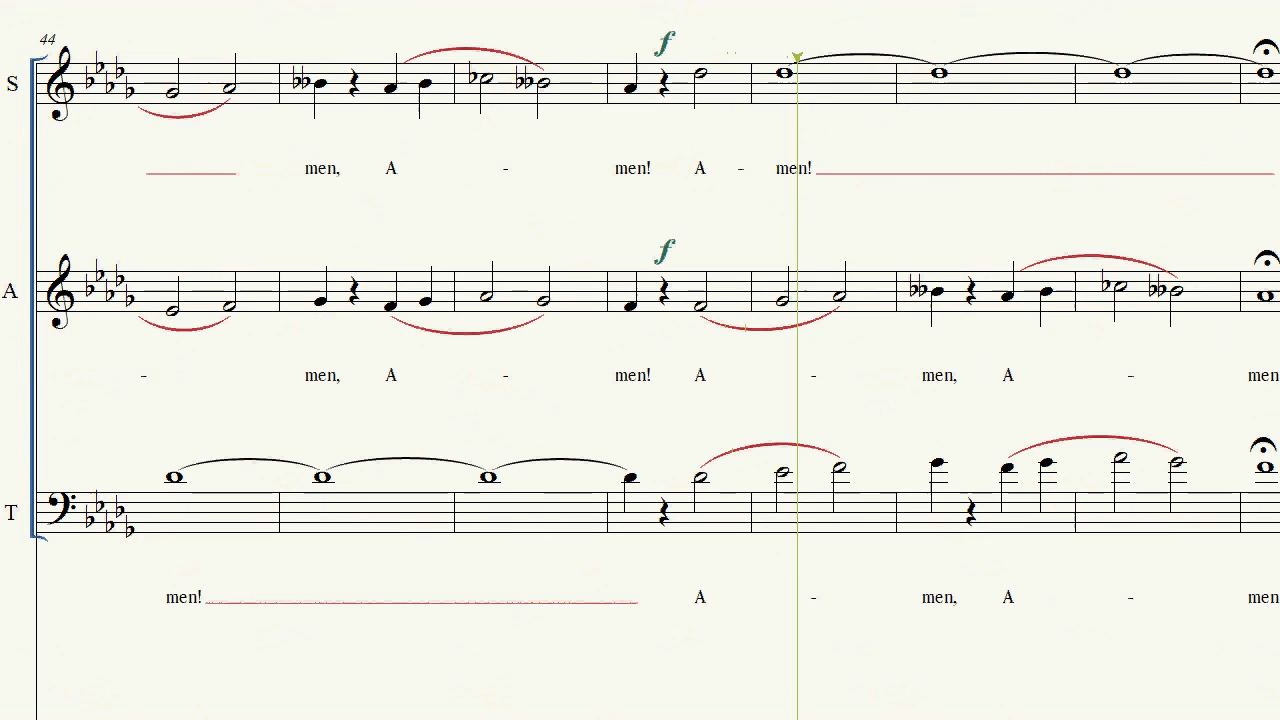 44
f
S
men, A - men! A - men!
f
A
- men, A - men! A - men, A - men
T
men! A - men, A - men